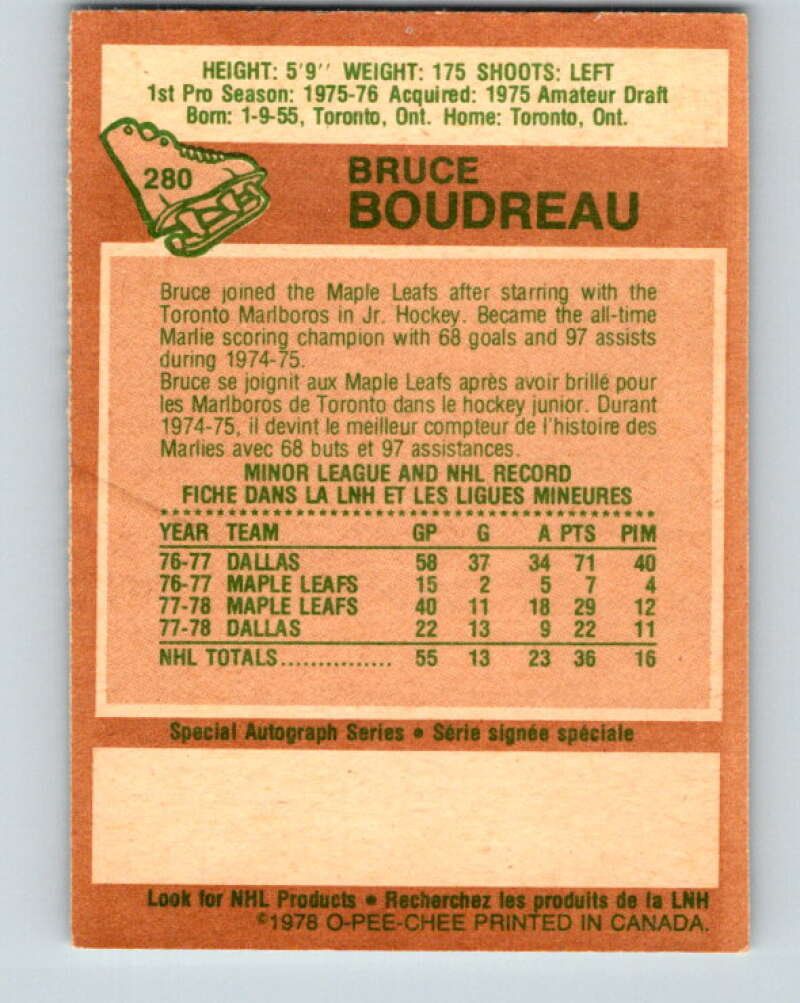 HEIGHT: 5'9'' WEIGHT: 175 SHOOTS: LEFT
1st Pro Season: 1975-76 Acquired: 1975 Amateur Draft
Born: 1-9-55, Toronto, Ont. Home: Toronto, Ont.
280
BRUCE
BOUDREAU
Bruce joined the Maple Leafs after starring with the
Toronto Marlboros in Jr. Hockey. Became the all-time
Marlie scoring champion with 68 goals and 97 assists
during 1974-75.
Bruce se joignit aux Maple Leafs après avoir brillé pour
les Marlboros de Toronto dans le hockey junior. Durant
1974-75, il devint le meilleur compteur de l'histoire des
Marlies avec 68 buts et 97 assistances.
MINOR LEAGUE AND NHL RECORD
FICHE DANS LA LNH ET LES LIGUES MINEURES
YEAR TEAM GP G A PTS PIM
76-77 DALLAS 58 37 34 71 40
76-77 MAPLE LEAFS 15 2 5 7 4
77-78 MAPLE LEAFS 40 11 18 29 12
77-78 DALLAS 22 13 9 22 11
NHL TOTALS............... 55 13 23 36 16
Special Autograph Series • Série signée spéciale
Look for NHL Products • Recherchez les produits de la LNH
©1978 O-PEE-CHEE PRINTED IN CANADA.